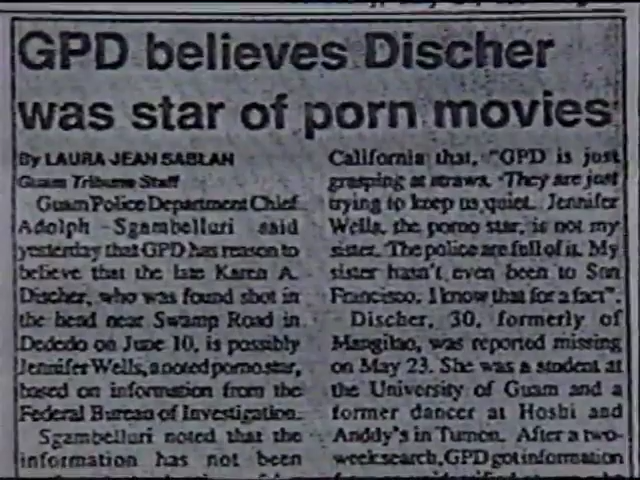 GPD believes Discher
was star of porn movies
By LAURA JEAN SABLAN
Guam Tribune Staff
Guam Police Department Chief
Adolph Sgambelluri said
yesterday that GPD has reason to
believe that the late Karen A.
Discher, who was found shot in
the head near Swamp Road in
Dededo on June 10, is possibly
Jennifer Wells, a noted porno star,
based on information from the
Federal Bureau of Investigation.
Sgambelluri noted that the
information has not been
California that, "GPD is just
grasping at straws. They are just
trying to keep us quiet. Jennifer
Wells, the porno star, is not my
sister. The police are full of it. My
sister hasn't even been to San
Francisco, I know that for a fact".
Discher, 30, formerly of
Mangilao, was reported missing
on May 23. She was a student at
the University of Guam and a
former dancer at Hoshi and
Anddy's in Tumon. After a two-
week search, GPD got information